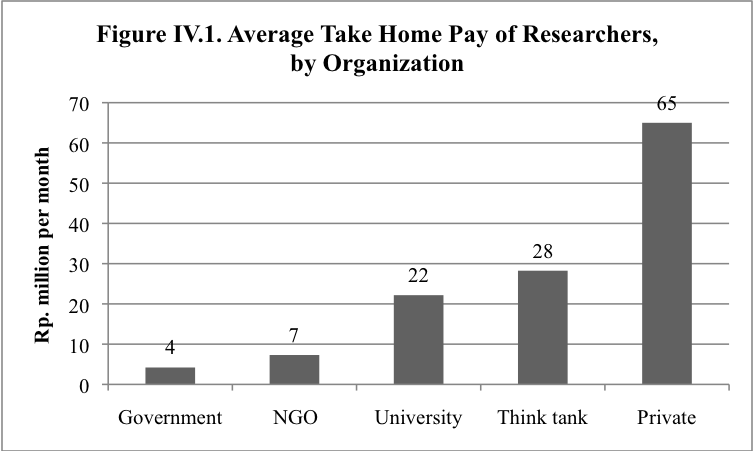 Figure IV.1. Average Take Home Pay of Researchers,
by Organization
Rp. million per month
70
60
50
40
30
20
10
0
4
7
22
28
65
Government
NGO
University
Think tank
Private